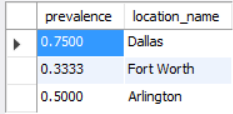 prevalence location_name
0.7500 Dallas
0.3333 Fort Worth
0.5000 Arlington